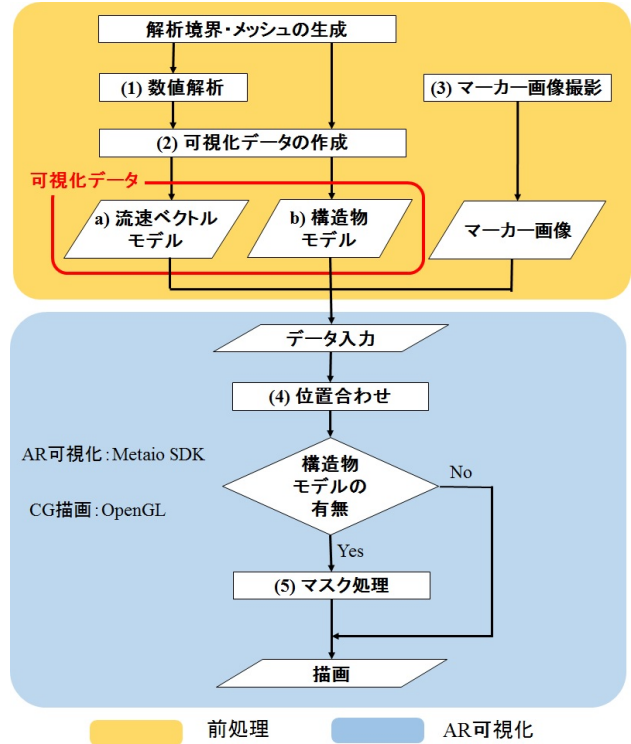 解析境界・メッシュの生成
(1) 数値解析
(3) マーカー画像撮影
(2) 可視化データの作成
可視化データ
a) 流速ベクトル
モデル
b) 構造物
モデル
マーカー画像
データ入力
(4) 位置合わせ
AR可視化：Metaio SDK
CG描画：OpenGL
構造物
モデルの
有無
No
Yes
(5) マスク処理
描画
前処理
AR可視化